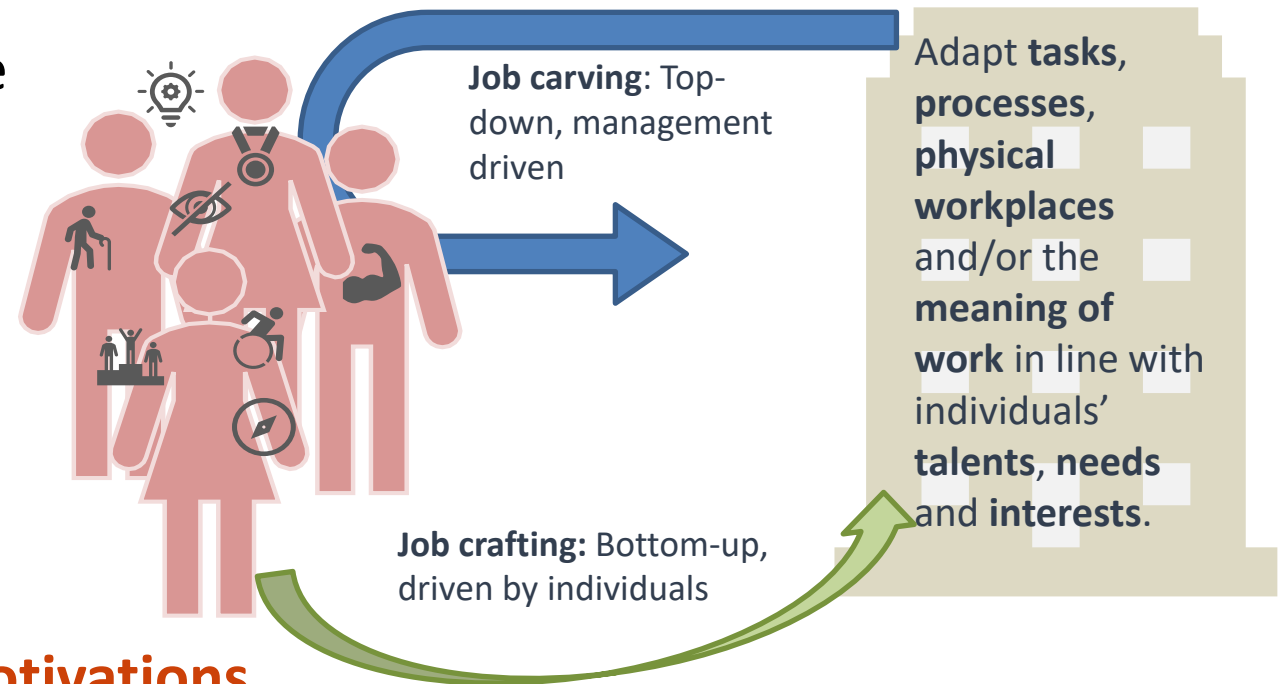 e
Job carving: Top-
down, management
driven
Adapt tasks,
processes,
physical
workplaces
and/or the
meaning of
work in line with
individuals’
talents, needs
and interests.
Job crafting: Bottom-up,
driven by individuals
otivations